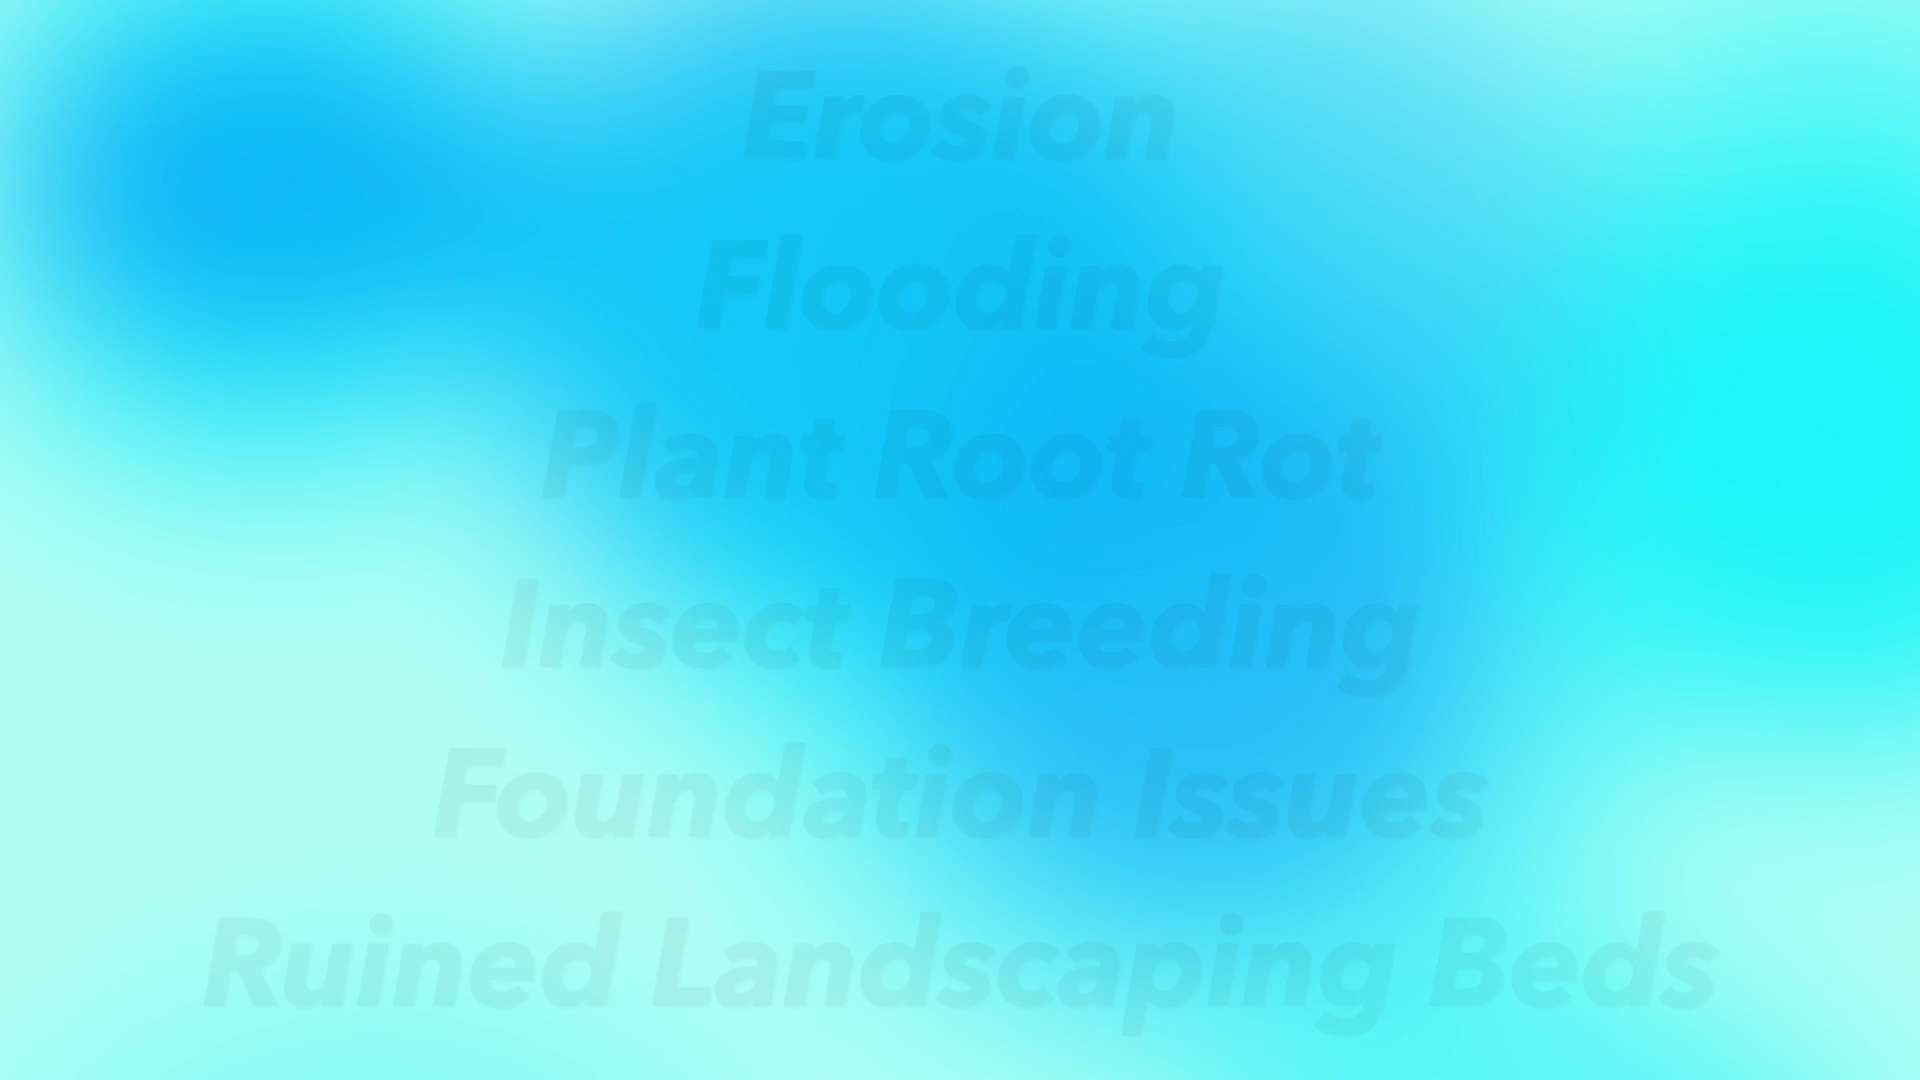 Erosion
Flooding
Plant Root Rot
Insect Breeding
Foundation Issues
Ruined Landscaping Beds